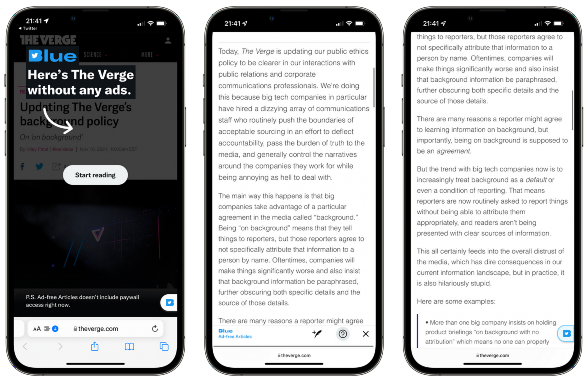 21:41
Twitter
THE VERGE
SCIENCE
MORE
Blue
Here's The Verge
without any ads.
Updating The Verge's
background policy
On 'on background'
Start reading
P.S. Ad-free Articles doesn't include paywall
access right now.
AA
theverge.com
21:41
Today, The Verge is updating our public ethics
policy to be clearer in our interactions with
public relations and corporate
communications professionals. We're doing
this because big tech companies in particular
have hired a dizzying array of communications
staff who routinely push the boundaries of
acceptable sourcing in an effort to deflect
accountability, pass the burden of truth to the
media, and generally control the narratives
around the companies they work for while
being annoying as hell to deal with.
The main way this happens is that big
companies take advantage of a particular
agreement in the media called "background."
Being "on background" means that they tell
things to reporters, but those reporters agree to
not specifically attribute that information to a
person by name. Oftentimes, companies will
make things significantly worse and also insist
that background information be paraphrased,
further obscuring both specific details and the
source of those details.
There are many reasons a reporter might agree
Blue
Ad-free Articles
theverge.com
21:41
things to reporters, but those reporters agree to
not specifically attribute that information to a
person by name. Oftentimes, companies will
make things significantly worse and also insist
that background information be paraphrased,
further obscuring both specific details and the
source of those details.
There are many reasons a reporter might agree
to learning information on background, but
importantly, being on background is supposed to
be an agreement.
But the trend with big tech companies now is to
increasingly treat background as a default or
even a condition of reporting. That means
reporters are now routinely asked to report things
without being able to attribute them
appropriately, and readers aren't being
presented with clear sources of information.
This all certainly feeds into the overall distrust of
the media, which has dire consequences in our
current information landscape, but in practice, it
is also hilariously stupid.
Here are some examples:
• More than one big company insists on holding
product briefings "on background with no
attribution" which means no one can properly
theverge.com